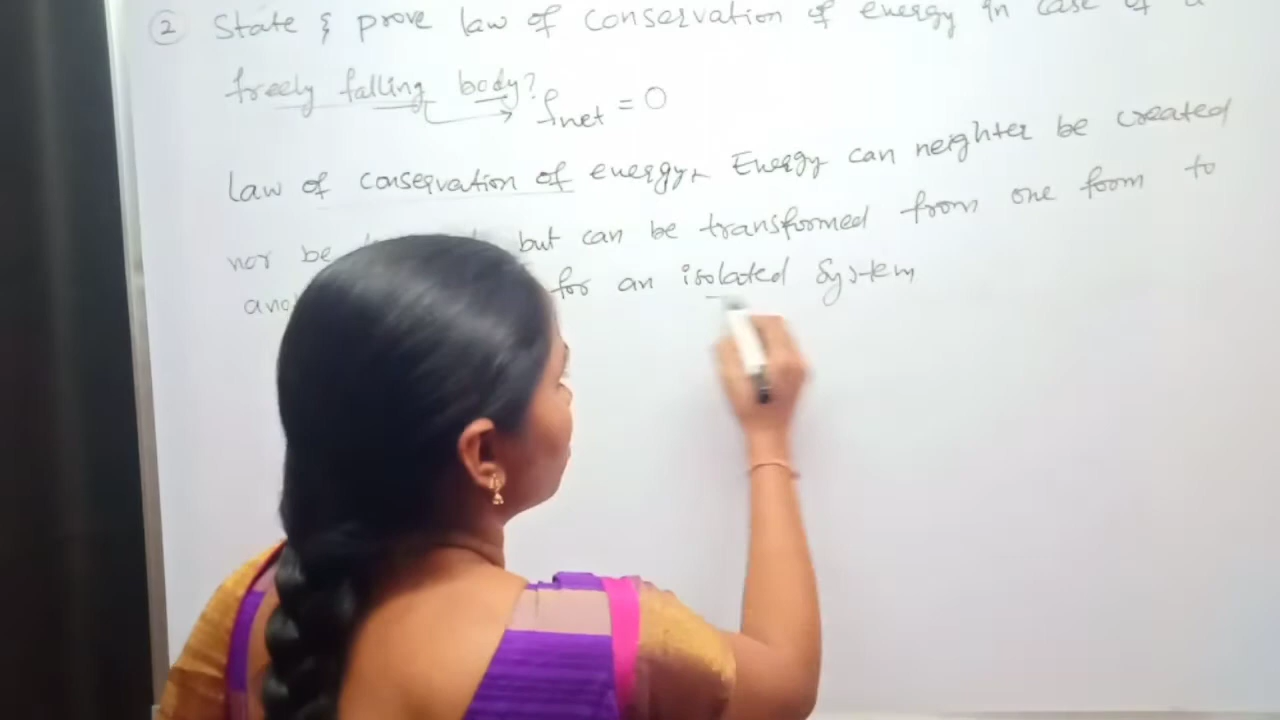 ② State & prove law of conservation of energy in case of a
freely falling body?
fnet = 0
law of conservation of energy Energy can neighter be created
nor be but can be transformed from one form to
for an isolated System